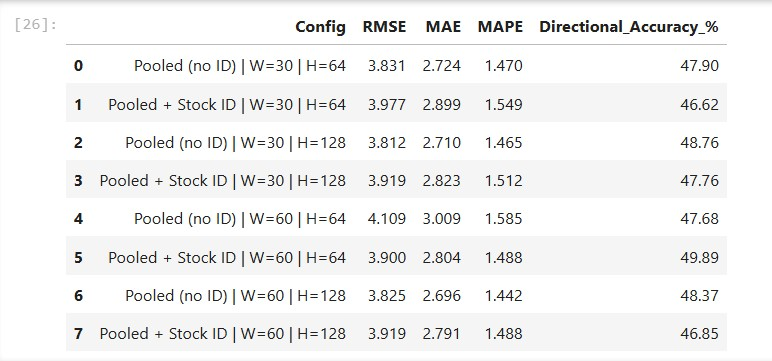 [26]:
Config RMSE MAE MAPE Directional_Accuracy_%
0 Pooled (no ID) | W=30 | H=64 3.831 2.724 1.470 47.90
1 Pooled + Stock ID | W=30 | H=64 3.977 2.899 1.549 46.62
2 Pooled (no ID) | W=30 | H=128 3.812 2.710 1.465 48.76
3 Pooled + Stock ID | W=30 | H=128 3.919 2.823 1.512 47.76
4 Pooled (no ID) | W=60 | H=64 4.109 3.009 1.585 47.68
5 Pooled + Stock ID | W=60 | H=64 3.900 2.804 1.488 49.89
6 Pooled (no ID) | W=60 | H=128 3.825 2.696 1.442 48.37
7 Pooled + Stock ID | W=60 | H=128 3.919 2.791 1.488 46.85